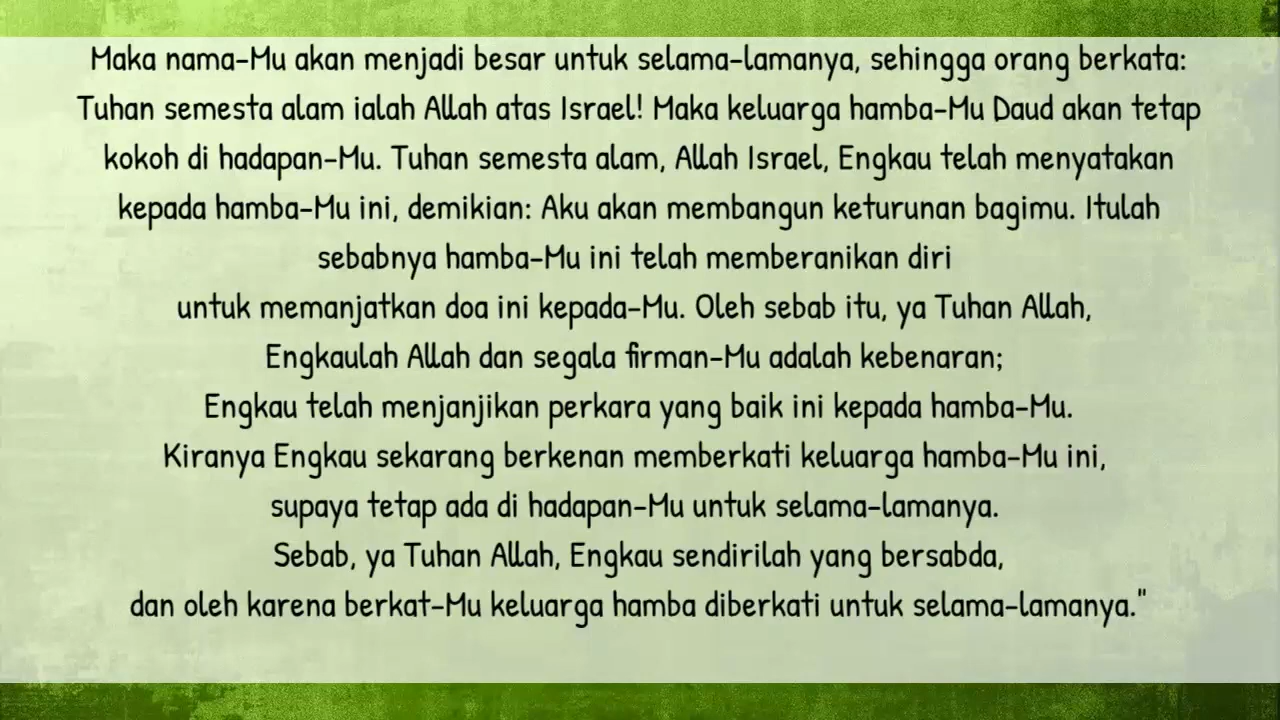 Maka nama-Mu akan menjadi besar untuk selama-lamanya, sehingga orang berkata:
Tuhan semesta alam ialah Allah atas Israel! Maka keluarga hamba-Mu Daud akan tetap
kokoh di hadapan-Mu. Tuhan semesta alam, Allah Israel, Engkau telah menyatakan
kepada hamba-Mu ini, demikian: Aku akan membangun keturunan bagimu. Itulah
sebabnya hamba-Mu ini telah memberanikan diri
untuk memanjatkan doa ini kepada-Mu. Oleh sebab itu, ya Tuhan Allah,
Engkaulah Allah dan segala firman-Mu adalah kebenaran;
Engkau telah menjanjikan perkara yang baik ini kepada hamba-Mu.
Kiranya Engkau sekarang berkenan memberkati keluarga hamba-Mu ini,
supaya tetap ada di hadapan-Mu untuk selama-lamanya.
Sebab, ya Tuhan Allah, Engkau sendirilah yang bersabda,
dan oleh karena berkat-Mu keluarga hamba diberkati untuk selama-lamanya."